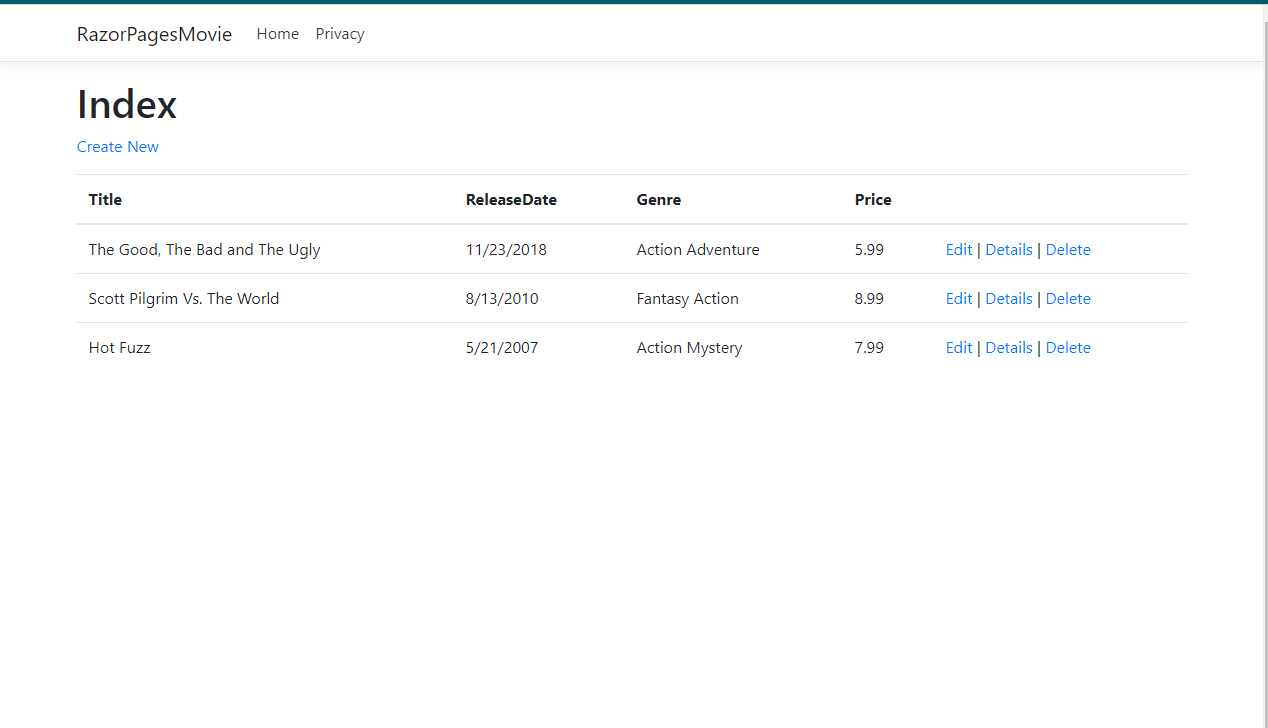 RazorPagesMovie Home Privacy
Index
Create New
Title ReleaseDate Genre Price
The Good, The Bad and The Ugly 11/23/2018 Action Adventure 5.99 Edit | Details | Delete
Scott Pilgrim Vs. The World 8/13/2010 Fantasy Action 8.99 Edit | Details | Delete
Hot Fuzz 5/21/2007 Action Mystery 7.99 Edit | Details | Delete